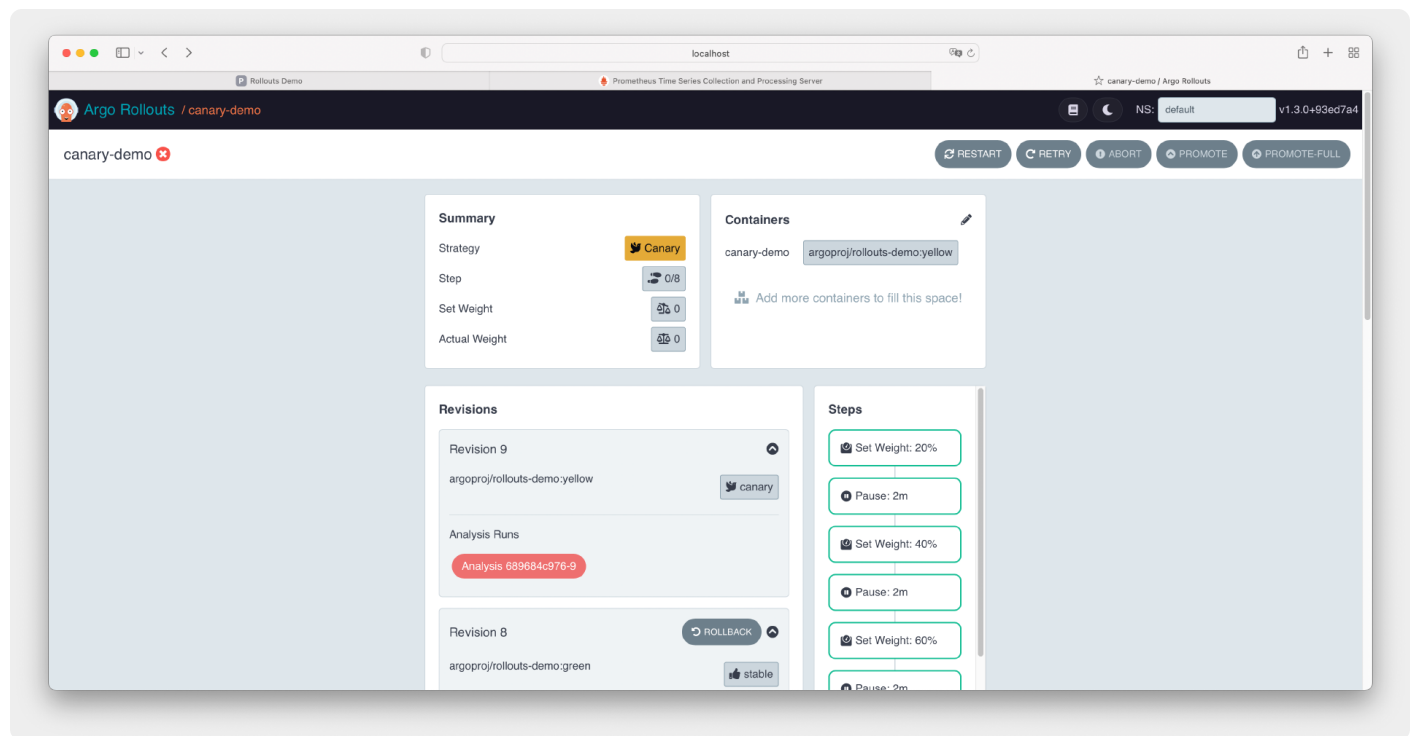 localhost
Rollouts Demo
Prometheus Time Series Collection and Processing Server
canary-demo / Argo Rollouts
Argo Rollouts / canary-demo
NS: default v1.3.0+93ed7a4
canary-demo
RESTART RETRY ABORT PROMOTE PROMOTE-FULL
Summary
Strategy Canary
Step 0/8
Set Weight 0
Actual Weight 0
Containers
canary-demo argoproj/rollouts-demo:yellow
Add more containers to fill this space!
Revisions
Revision 9
argoproj/rollouts-demo:yellow canary
Analysis Runs
Analysis 689684c976-9
Revision 8 ROLLBACK
argoproj/rollouts-demo:green stable
Steps
Set Weight: 20%
Pause: 2m
Set Weight: 40%
Pause: 2m
Set Weight: 60%
Pause: 2m